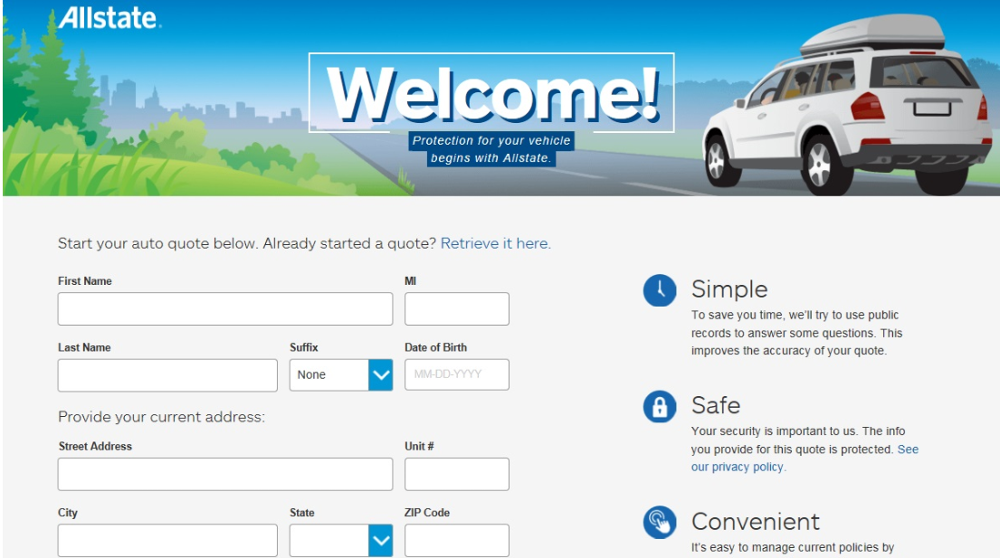 Allstate.
Welcome!
Protection for your vehicle
begins with Allstate.
Start your auto quote below. Already started a quote? Retrieve it here.
First Name
MI
Last Name
Suffix
Date of Birth
None
MM-DD-YYYY
Provide your current address:
Street Address
Unit #
City
State
ZIP Code
Simple
To save you time, we'll try to use public
records to answer some questions. This
improves the accuracy of your quote.
Safe
Your security is important to us. The info
you provide for this quote is protected. See
our privacy policy.
Convenient
It's easy to manage current policies by